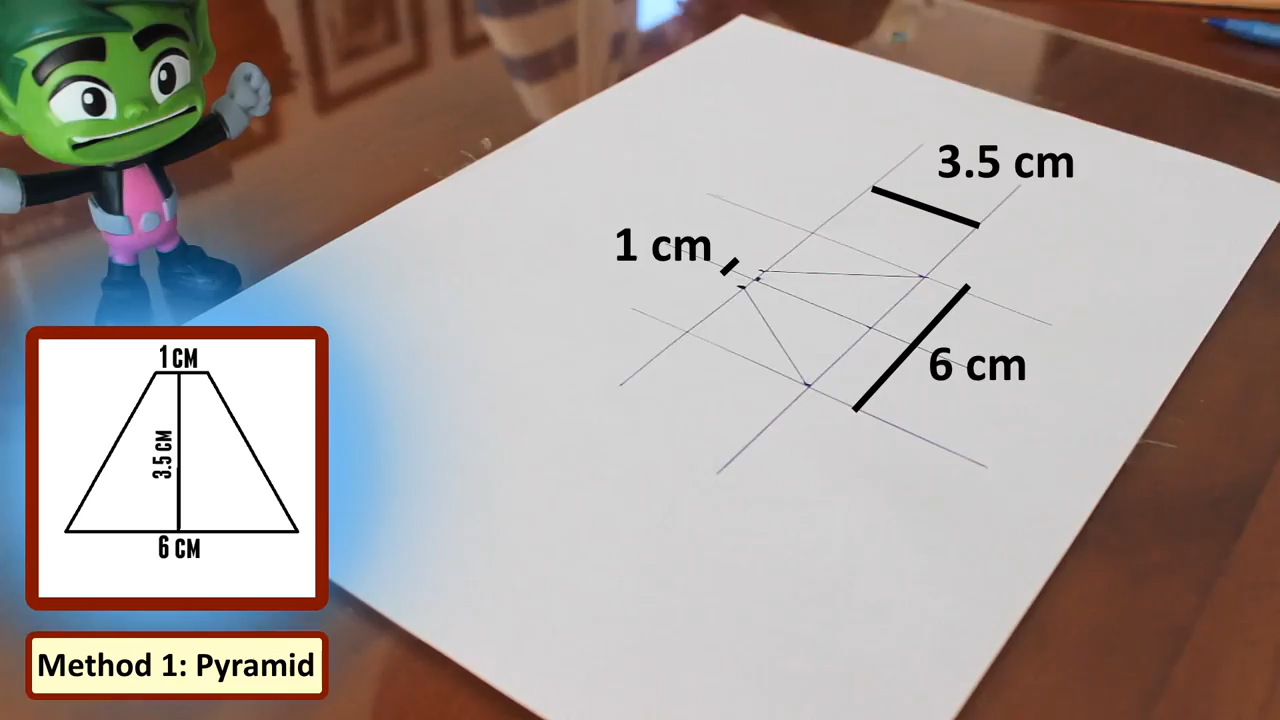 3.5 cm
1 cm
6 cm
1 CM
3.5 CM
6 CM
Method 1: Pyramid